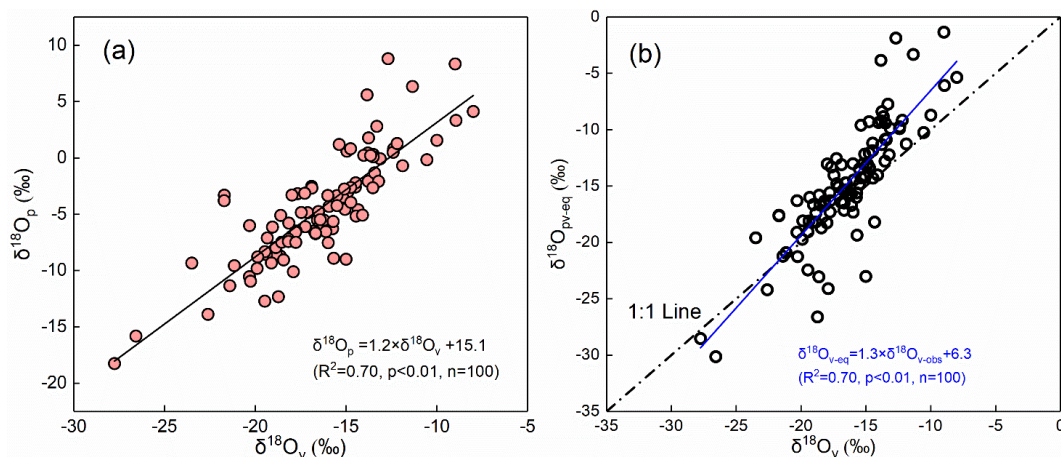 (a)
10
5
0
-5
-10
-15
-20
δ¹⁸Oₚ (‰)
-30 -25 -20 -15 -10 -5
δ¹⁸Oᵥ (‰)
δ¹⁸Oₚ =1.2×δ¹⁸Oᵥ +15.1
(R²=0.70, p<0.01, n=100)
(b)
0
-5
-10
-15
-20
-25
-30
-35
δ¹⁸Opv-eq (‰)
1:1 Line
δ¹⁸Ov-eq=1.3×δ¹⁸Ov-obs+6.3
(R²=0.70, p<0.01, n=100)
-35 -30 -25 -20 -15 -10 -5 0
δ¹⁸Oᵥ (‰)